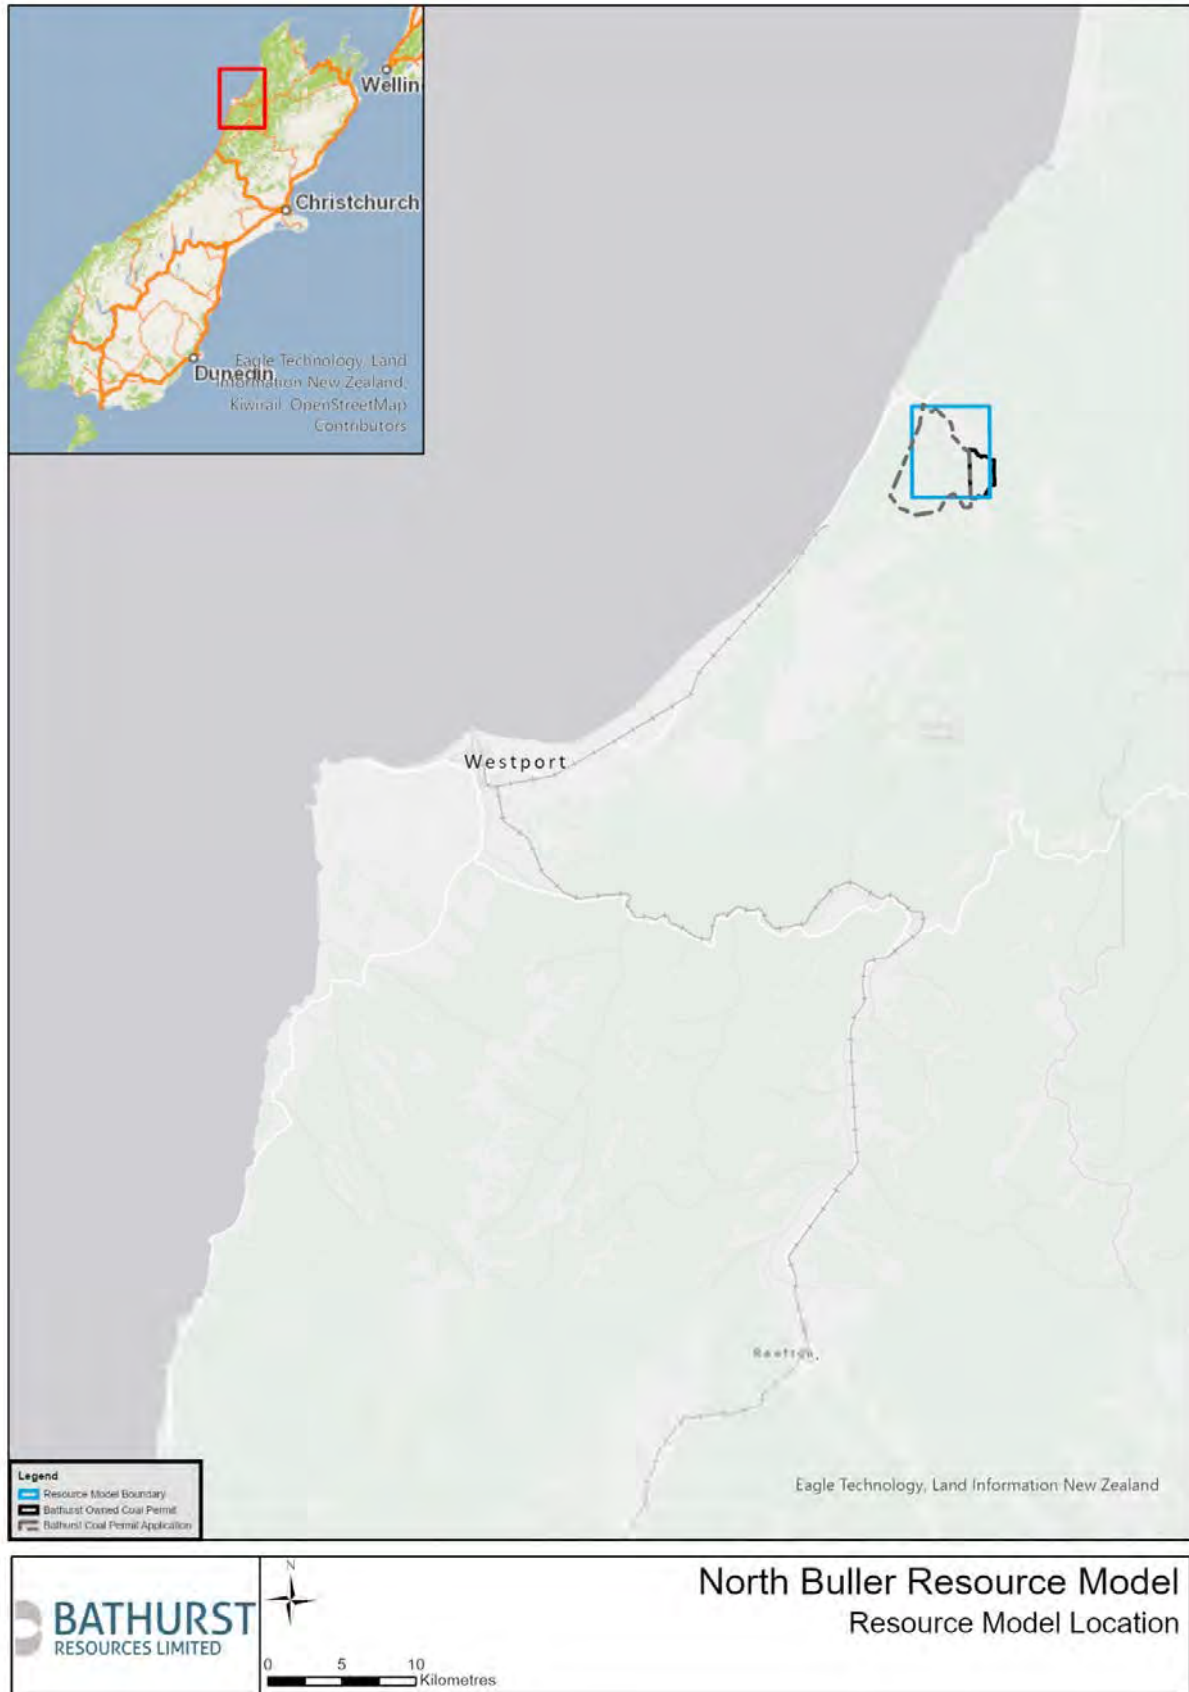 Wellin
Christchurch
Dunedin
Eagle Technology, Land
Information New Zealand,
Kiwirail, OpenStreetMap
Contributors
Westport
Reefton
Legend
Resource Model Boundary
Bathurst Owned Coal Permit
Bathurst Coal Permit Application
Eagle Technology, Land Information New Zealand
BATHURST
RESOURCES LIMITED
N
0 5 10
Kilometres
North Buller Resource Model
Resource Model Location